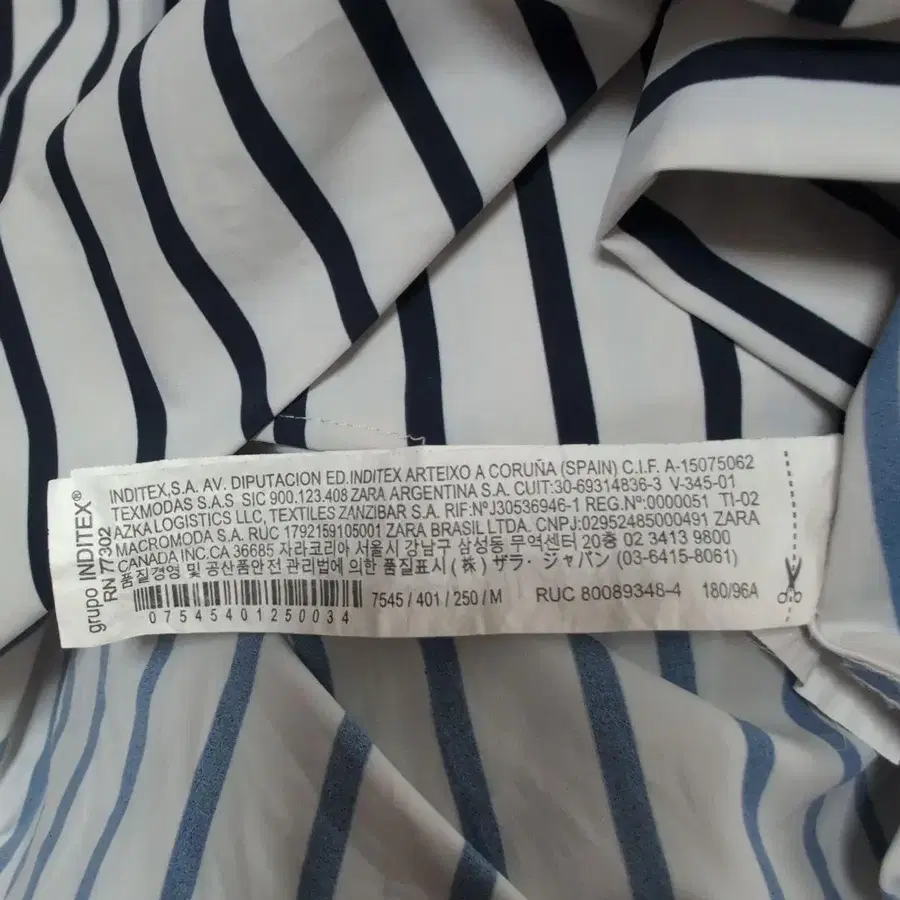 grupo INDITEX®
RN 77302
INDITEX,S.A. AV. DIPUTACION ED.INDITEX ARTEIXO A CORUÑA (SPAIN) C.I.F. A-15075062
TEXMODAS S.A.S SIC 900.123.408 ZARA ARGENTINA S.A. CUIT:30-69314836-3 V-345-01
AZKA LOGISTICS LLC, TEXTILES ZANZIBAR S.A. RIF:NºJ30536946-1 REG.Nº:0000051 TI-02
MACROMODA S.A. RUC 1792159105001 ZARA BRASIL LTDA. CNPJ:02952485000491 ZARA
CANADA INC.CA 36685 자라코리아 서울시 강남구 삼성동 무역센터 20층 02 3413 9800
품질경영 및 공산품안전 관리법에 의한 품질표시 (株) ザラ・ジャパン (03-6415-8061)
7545 / 401 / 250 / M RUC 80089348-4 180/96A
07545401250034